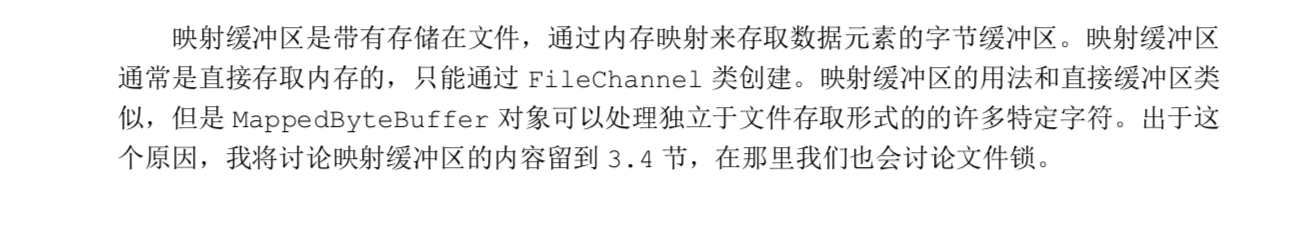 映射缓冲区是带有存储在文件，通过内存映射来存取数据元素的字节缓冲区。映射缓冲区
通常是直接存取内存的，只能通过 FileChannel 类创建。映射缓冲区的用法和直接缓冲区类
似，但是 MappedByteBuffer 对象可以处理独立于文件存取形式的的许多特定字符。出于这
个原因，我将讨论映射缓冲区的内容留到 3.4 节，在那里我们也会讨论文件锁。